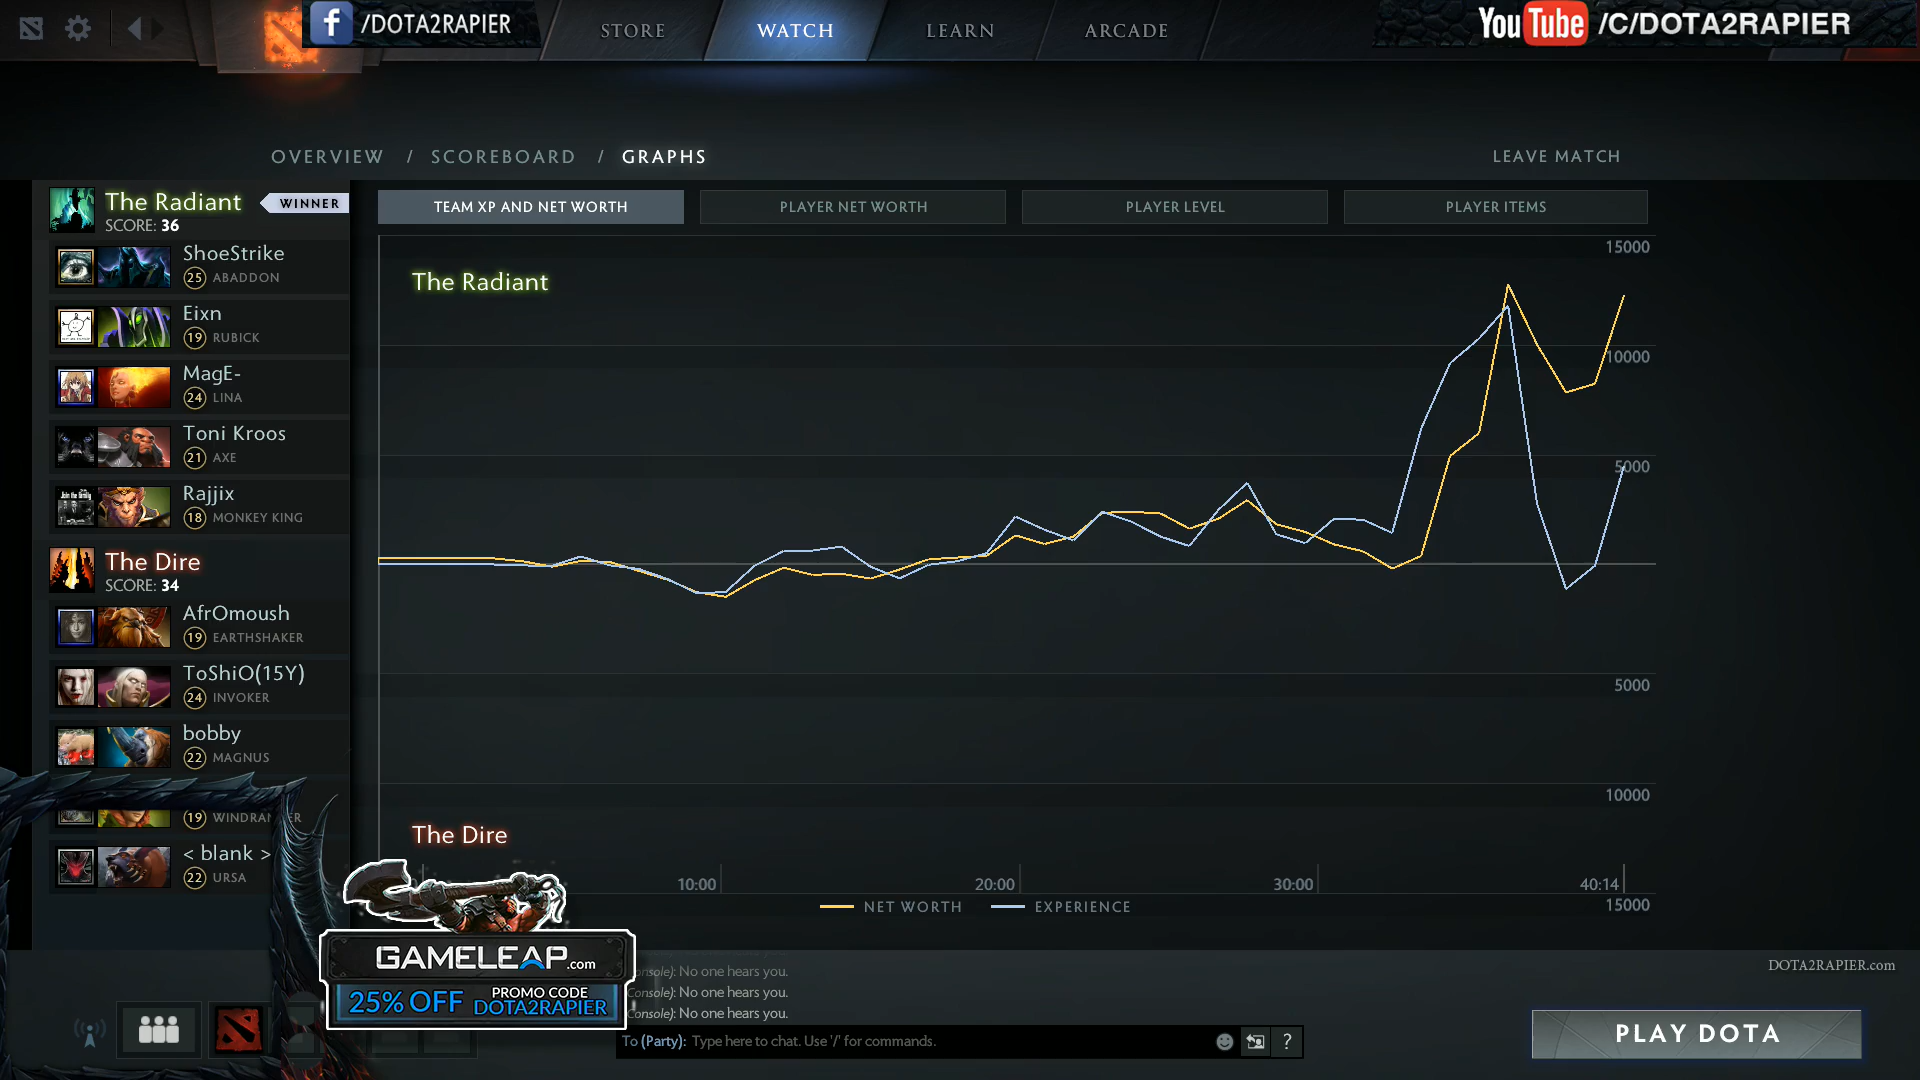 f /DOTA2RAPIER
STORE
WATCH
LEARN
ARCADE
YouTube /C/DOTA2RAPIER
OVERVIEW / SCOREBOARD / GRAPHS
LEAVE MATCH
The Radiant
WINNER
SCORE: 36
ShoeStrike
25 ABADDON
Eixn
19 RUBICK
MagE-
24 LINA
Toni Kroos
21 AXE
Join the family
Rajjix
18 MONKEY KING
The Dire
SCORE: 34
AfrOmoush
19 EARTHSHAKER
ToShiO(15Y)
24 INVOKER
bobby
22 MAGNUS
19
< blank >
22 URSA
TEAM XP AND NET WORTH
PLAYER NET WORTH
PLAYER LEVEL
PLAYER ITEMS
15000
The Radiant
10000
5000
5000
10000
The Dire
10:00
20:00
30:00
40:14
15000
NET WORTH
EXPERIENCE
GAMELEAP.com
25% OFF
PROMO CODE
DOTA2RAPIER
No one hears you.
Console): No one hears you.
Console): No one hears you.
To (Party): Type here to chat. Use '/' for commands.
?
DOTA2RAPIER.com
PLAY DOTA